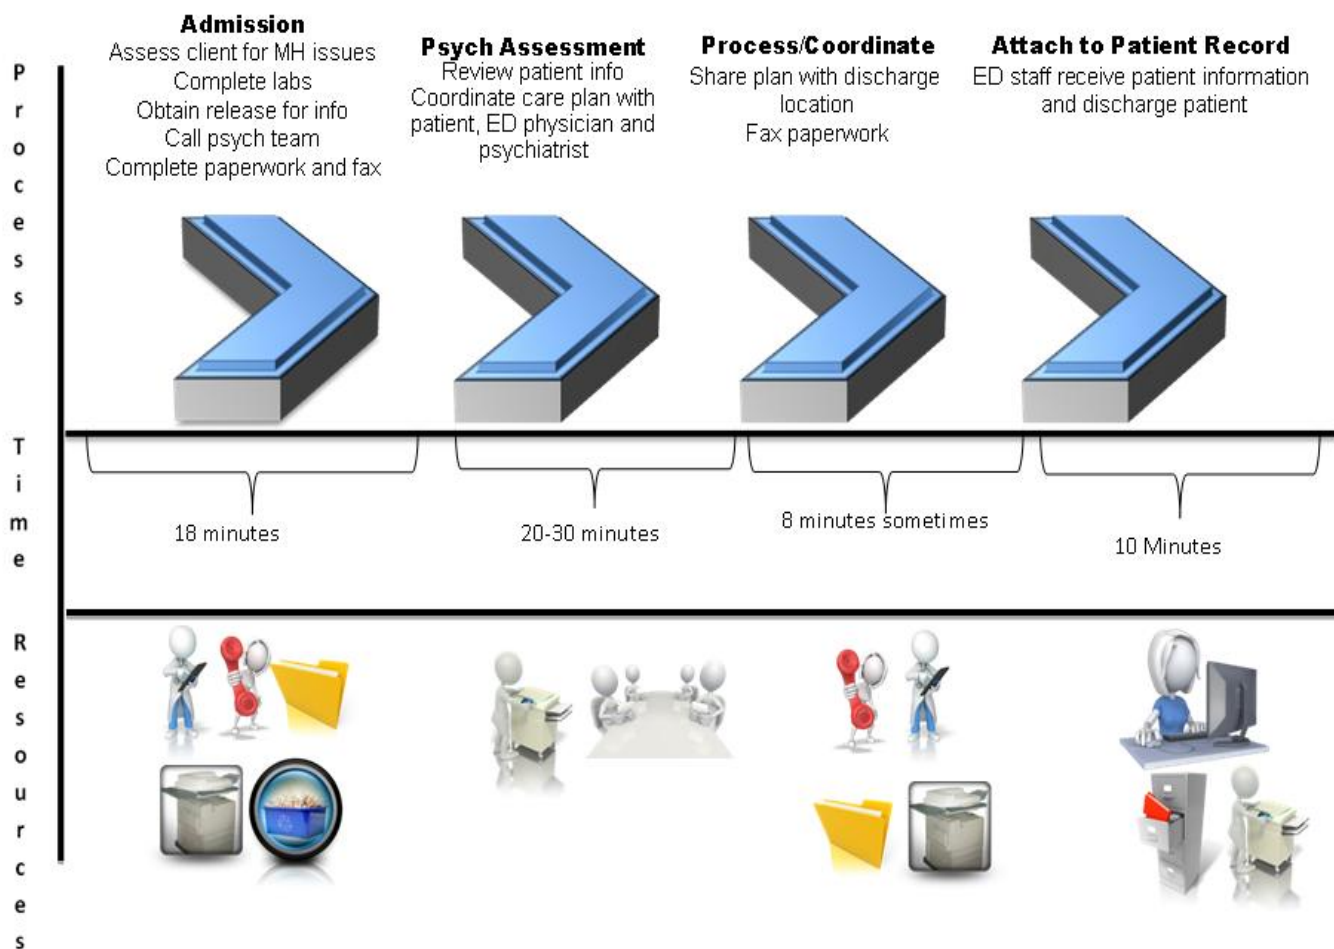 Process
Admission
Assess client for MH issues
Complete labs
Obtain release for info
Call psych team
Complete paperwork and fax
Psych Assessment
Review patient info
Coordinate care plan with
patient, ED physician and
psychiatrist
Process/Coordinate
Share plan with discharge
location
Fax paperwork
Attach to Patient Record
ED staff receive patient information
and discharge patient
Time
18 minutes
20-30 minutes
8 minutes sometimes
10 Minutes
Resources